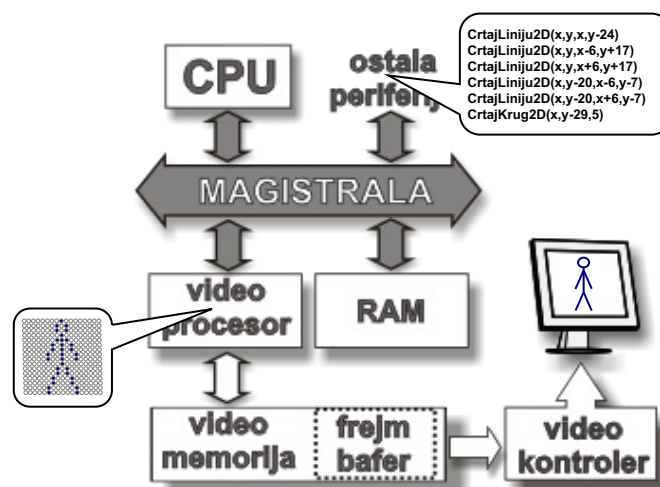 CrtajLiniju2D(x,y,x,y-24)
CrtajLiniju2D(x,y,x-6,y+17)
CrtajLiniju2D(x,y,x+6,y+17)
CrtajLiniju2D(x,y-20,x-6,y-7)
CrtajLiniju2D(x,y-20,x+6,y-7)
CrtajKrug2D(x,y-29,5)
CPU
ostala
periferij
MAGISTRALA
video
procesor
RAM
video
memorija
frejm
bafer
video
kontroler